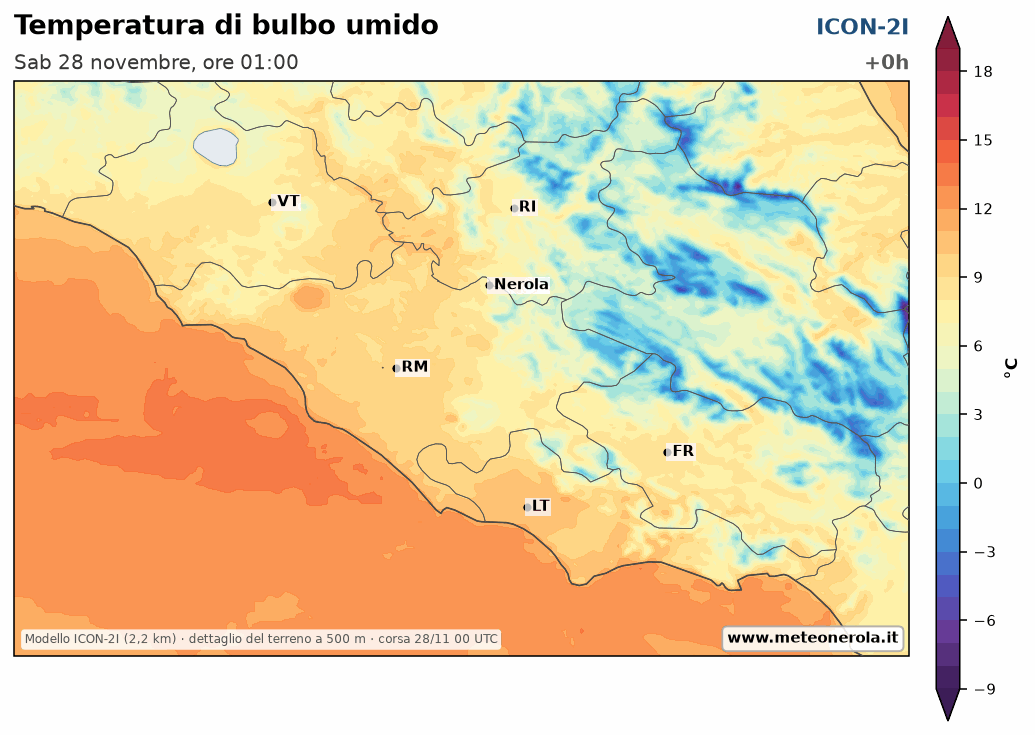 Temperatura di bulbo umido
ICON-2I
Sab 28 novembre, ore 01:00
+0h
VT
RI
Nerola
RM
FR
LT
Modello ICON-2I (2,2 km) · dettaglio del terreno a 500 m · corsa 28/11 00 UTC
www.meteonerola.it
18
15
12
9
6
3
0
−3
−6
−9
°C